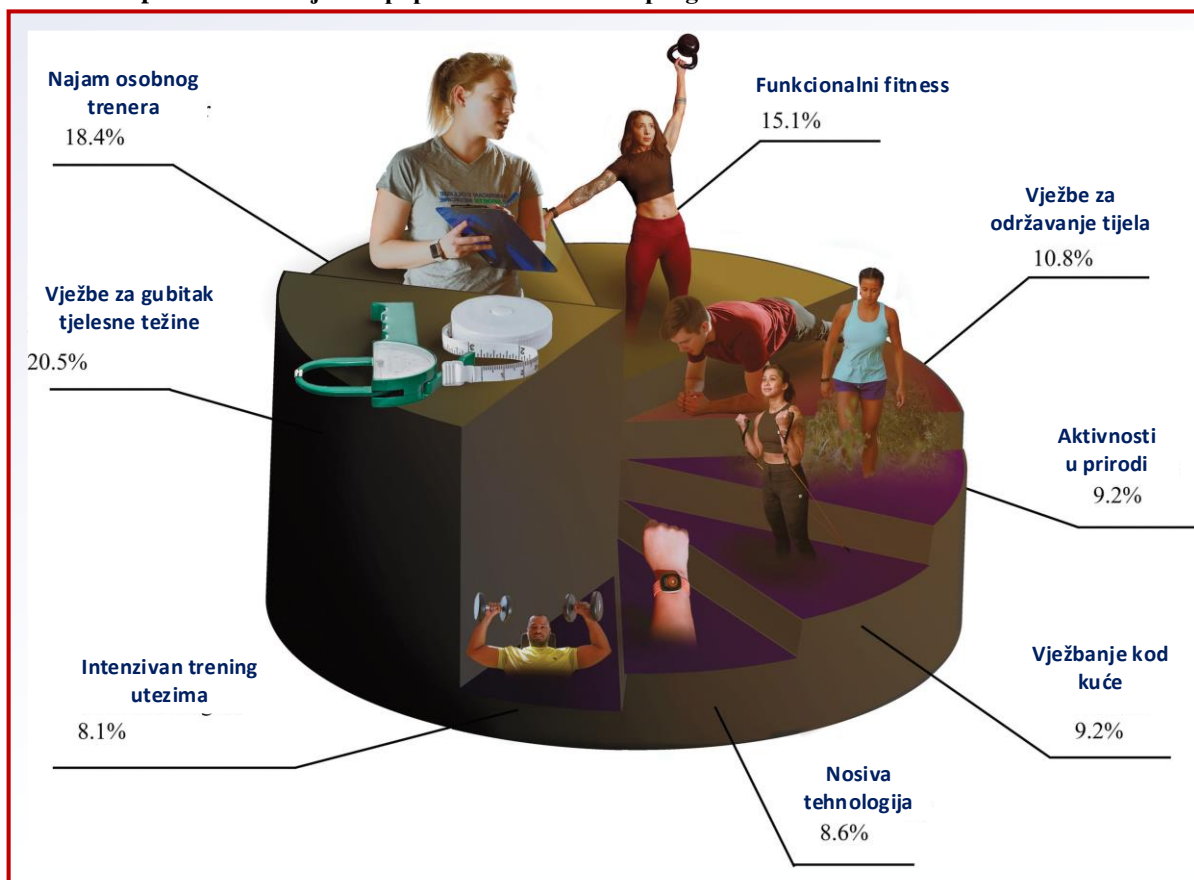 Najam osobnog
trenera
18.4%
Funkcionalni fitness
15.1%
Vježbe za
održavanje tijela
10.8%
Vježbe za gubitak
tjelesne težine
20.5%
Aktivnosti
u prirodi
9.2%
Intenzivan trening
utezima
8.1%
Vježbanje kod
kuće
9.2%
Nosiva
tehnologija
8.6%